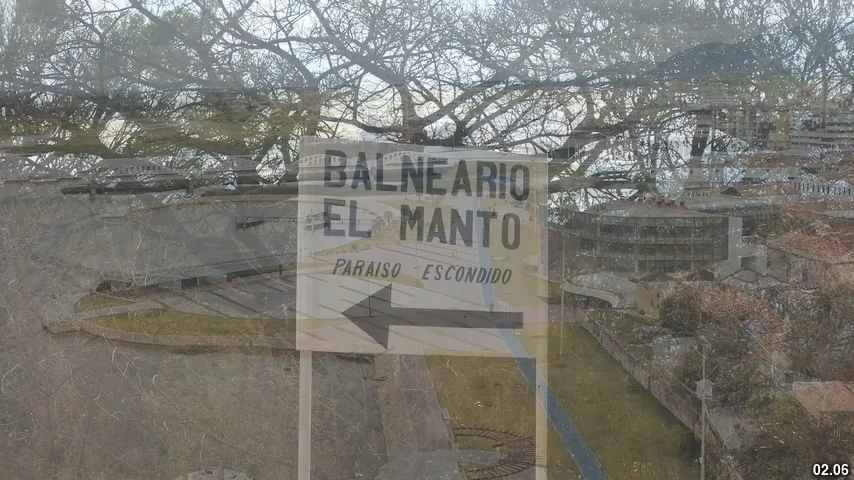 BALNEARIO
EL MANTO
PARAISO ESCONDIDO
02.06